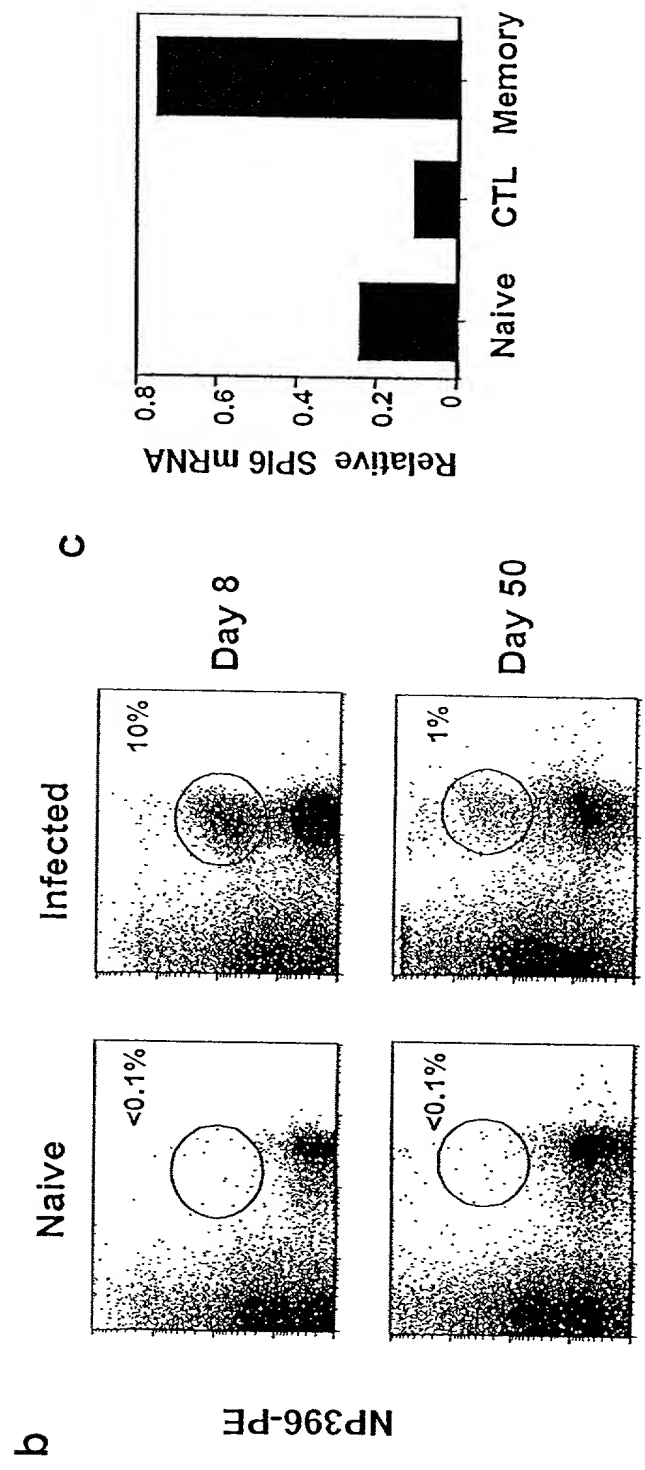 b
Naive
Infected
NP396-PE
<0.1%
10%
Day 8
<0.1%
1%
Day 50
c
Relative SPI6 mRNA
0.8
0.6
0.4
0.2
0
Naive CTL Memory